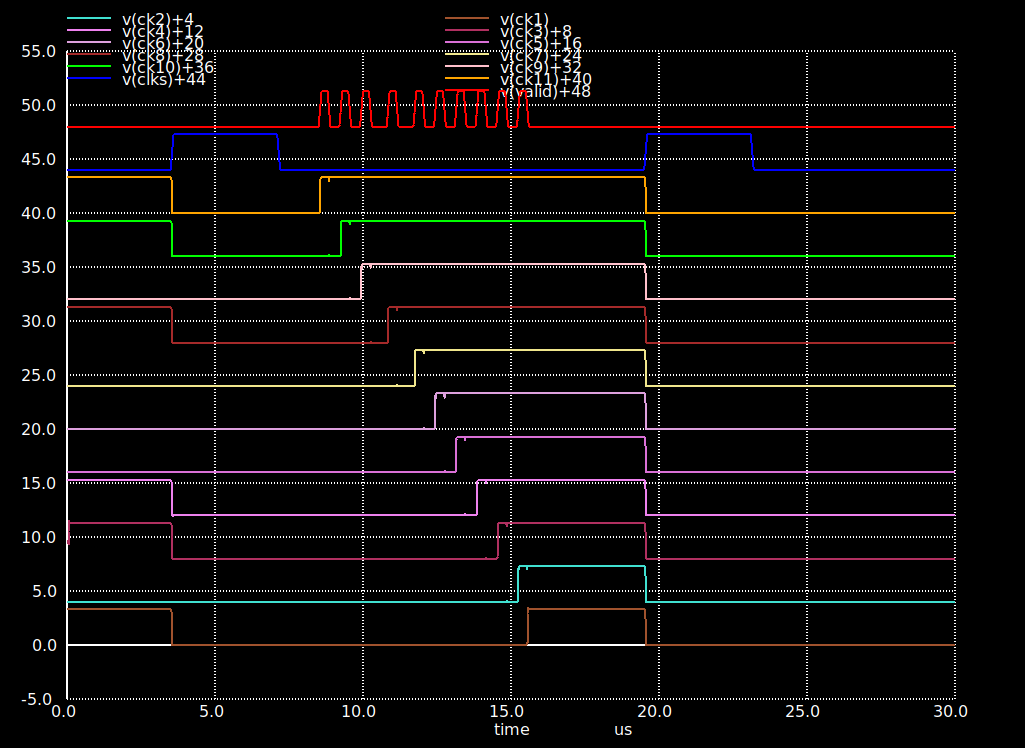 v(ck2)+4 v(ck1)
v(ck4)+12 v(ck3)+8
v(ck6)+20 v(ck5)+16
v(ck8)+28 v(ck7)+24
v(ck10)+36 v(ck9)+32
v(clks)+44 v(ck11)+40
v(valid)+48
55.0
50.0
45.0
40.0
35.0
30.0
25.0
20.0
15.0
10.0
5.0
0.0
-5.0
0.0 5.0 10.0 15.0 20.0 25.0 30.0
time us